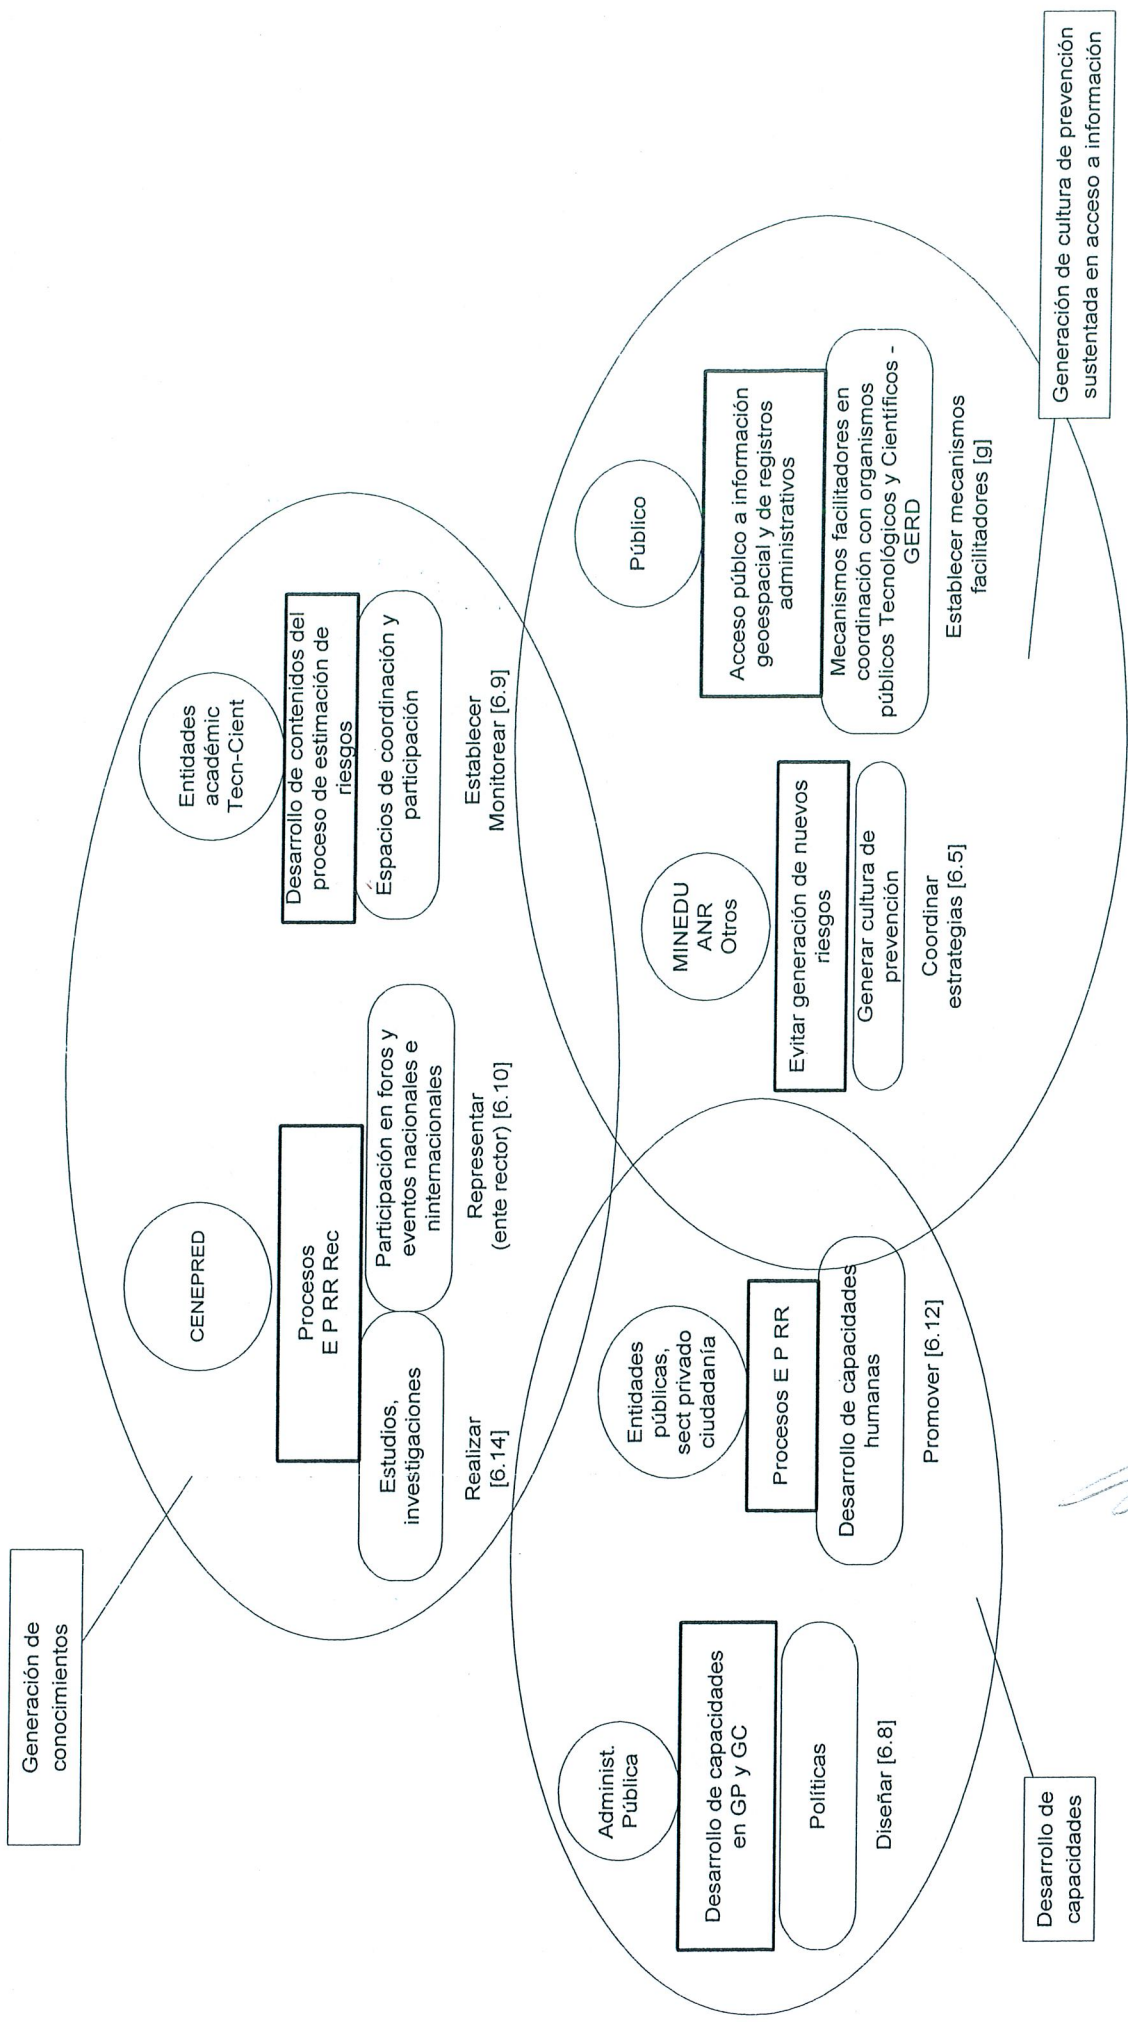 Generación de
conocimientos
CENEPRED
Procesos
E P RR Rec
Estudios,
investigaciones
Realizar
[6.14]
Participación en foros y
eventos nacionales e
ninternacionales
Representar
(ente rector) [6.10]
Entidades
académic
Tecn-Cient
Desarrollo de contenidos del
proceso de estimación de
riesgos
Espacios de coordinación y
participación
Establecer
Monitorear [6.9]
Administ.
Pública
Desarrollo de capacidades
en GP y GC
Políticas
Diseñar [6.8]
Entidades
públicas,
sect privado
ciudadanía
Procesos E P RR
Desarrollo de capacidades
humanas
Promover [6.12]
Desarrollo de
capacidades
MINEDU
ANR
Otros
Evitar generación de nuevos
riesgos
Generar cultura de
prevención
Coordinar
estrategias [6.5]
Público
Acceso públco a información
geoespacial y de registros
administrativos
Mecanismos facilitadores en
coordinación con organismos
públicos Tecnológicos y Científicos -
GERD
Establecer mecanismos
facilitadores [g]
Generación de cultura de prevención
sustentada en acceso a información